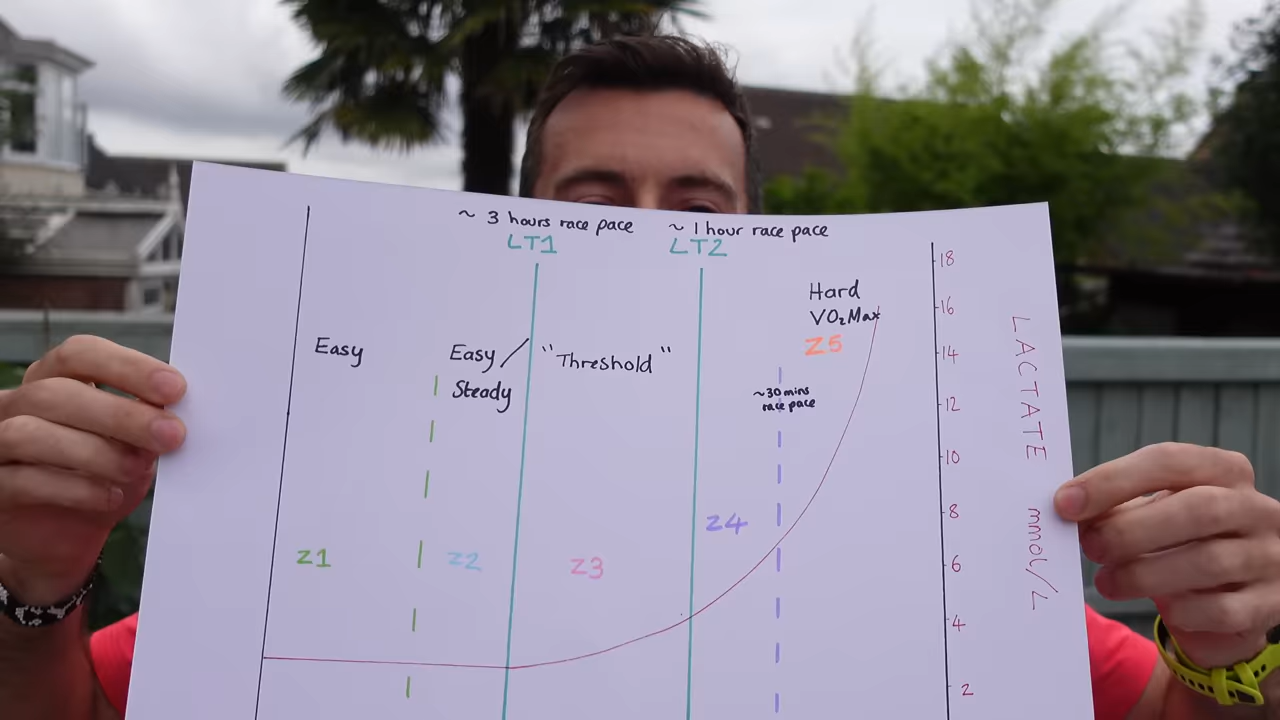 ~ 3 hours race pace
LT1
~ 1 hour race pace
LT2
Easy
Easy /
Steady
"Threshold"
Hard
VO₂Max
Z5
~30 mins
race pace
Z1
Z2
Z3
Z4
18
16
14
12
10
8
6
4
2
LACTATE mmol/L